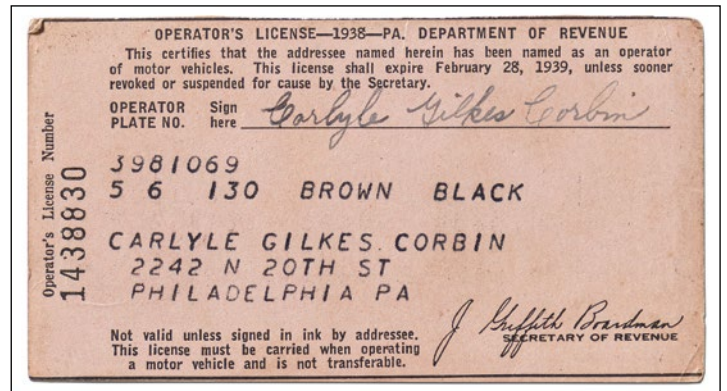 OPERATOR'S LICENSE—1938—PA. DEPARTMENT OF REVENUE
This certifies that the addressee named herein has been named as an operator
of motor vehicles. This license shall expire February 28, 1939, unless sooner
revoked or suspended for cause by the Secretary.
OPERATOR Sign
PLATE NO. here Carlyle Gilkes Corbin
3981069
5 6 130 BROWN BLACK
CARLYLE GILKES CORBIN
2242 N 20TH ST
PHILADELPHIA PA
Operator's License Number
1438830
Not valid unless signed in ink by addressee.
This license must be carried when operating
a motor vehicle and is not transferable.
J Griffith Boardman
SECRETARY OF REVENUE